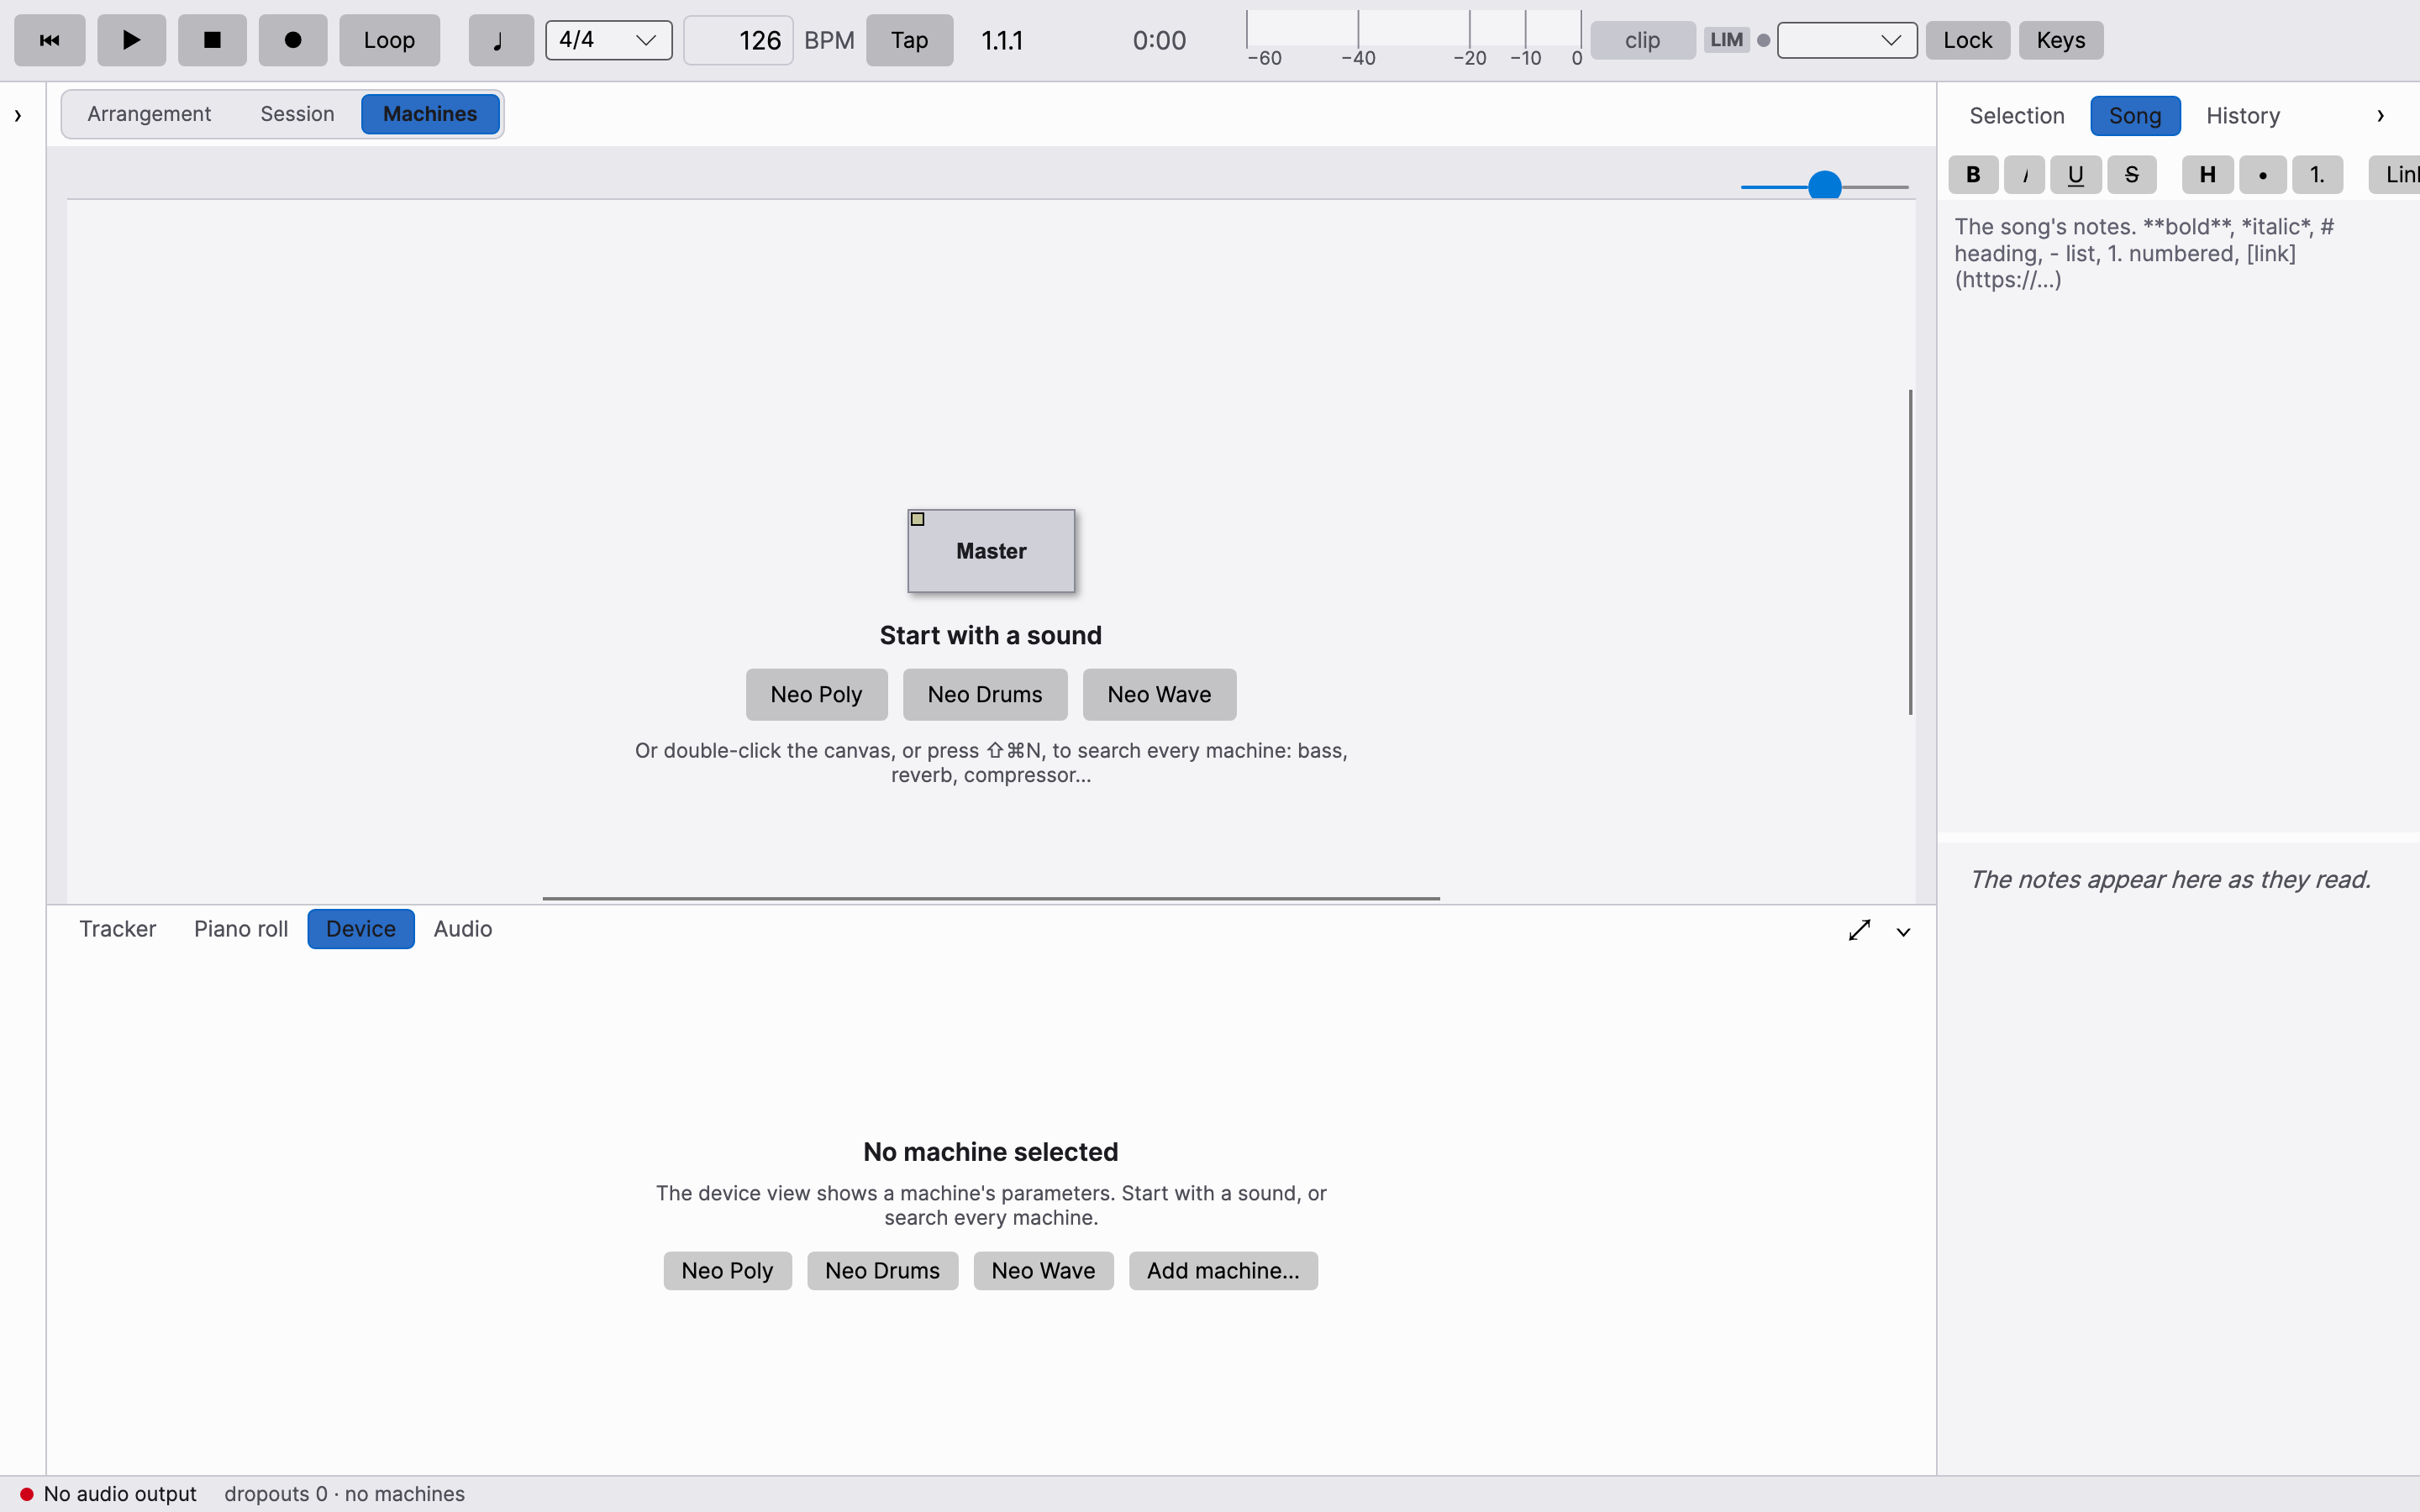 Loop
4/4
126 BPM
Tap
1.1.1
0:00
−60 −40 −20 −10 0
clip
LIM
Lock
Keys
Arrangement Session Machines
Selection Song History
B I U S H • 1. Lin
The song's notes. **bold**, *italic*, #
heading, - list, 1. numbered, [link]
(https://...)
Master
Start with a sound
Neo Poly Neo Drums Neo Wave
Or double-click the canvas, or press ⇧⌘N, to search every machine: bass,
reverb, compressor...
The notes appear here as they read.
Tracker Piano roll Device Audio
No machine selected
The device view shows a machine's parameters. Start with a sound, or
search every machine.
Neo Poly Neo Drums Neo Wave Add machine...
No audio output dropouts 0 · no machines